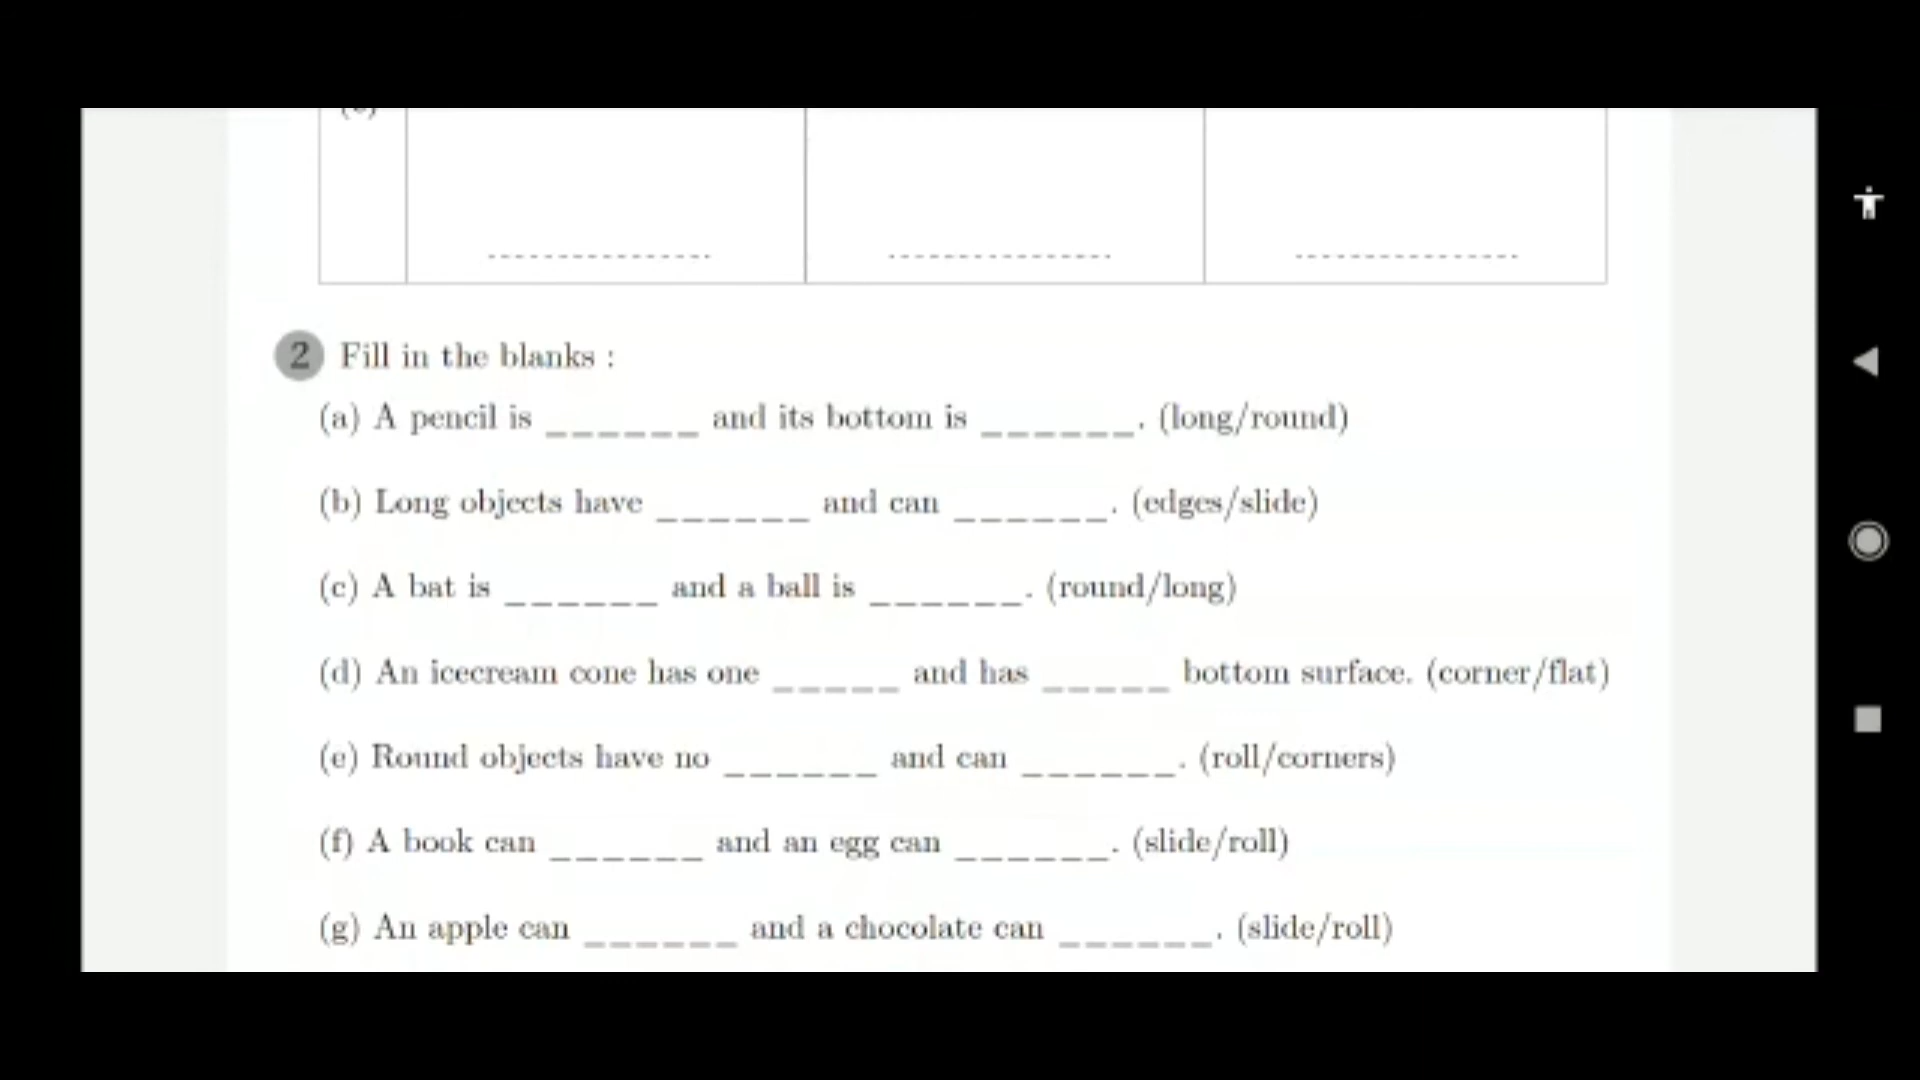 2 Fill in the blanks :
(a) A pencil is ______ and its bottom is ______. (long/round)
(b) Long objects have ______ and can ______. (edges/slide)
(c) A bat is ______ and a ball is ______. (round/long)
(d) An icecream cone has one _____ and has _____ bottom surface. (corner/flat)
(e) Round objects have no ______ and can ______. (roll/corners)
(f) A book can ______ and an egg can ______. (slide/roll)
(g) An apple can ______ and a chocolate can ______. (slide/roll)